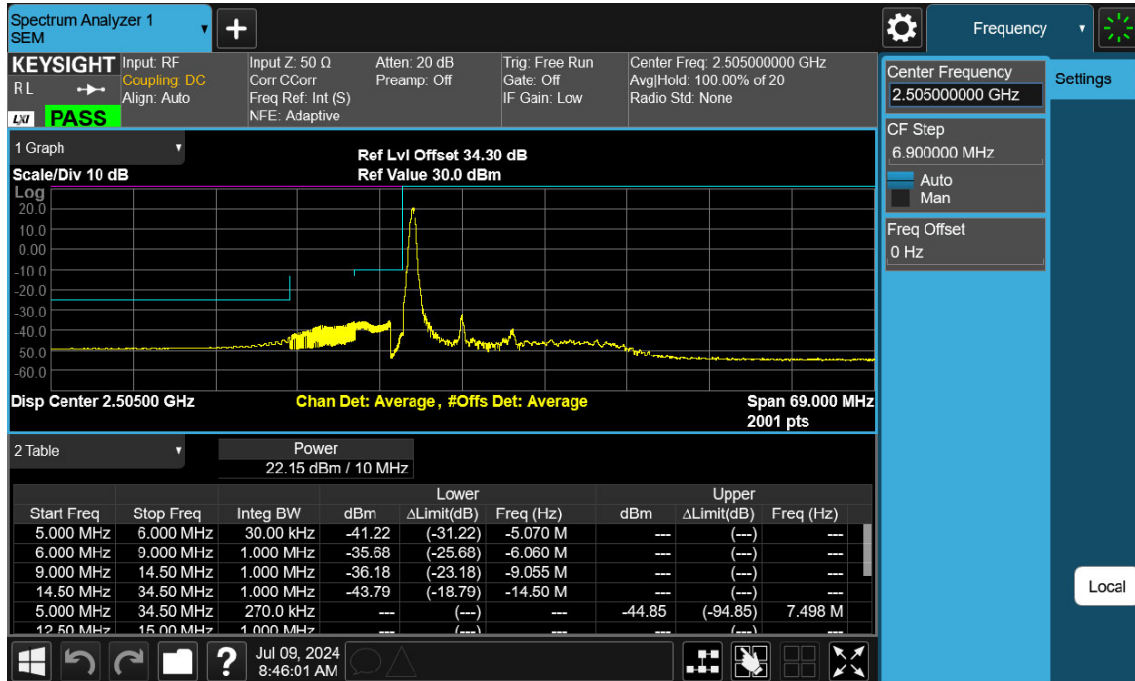 Spectrum Analyzer 1
SEM
Frequency
KEYSIGHT
R L
LXI
PASS
Input: RF
Coupling: DC
Align: Auto
Input Z: 50 Ω
Corr CCorr
Freq Ref: Int (S)
NFE: Adaptive
Atten: 20 dB
Preamp: Off
Trig: Free Run
Gate: Off
IF Gain: Low
Center Freq: 2.505000000 GHz
Avg|Hold: 100.00% of 20
Radio Std: None
Center Frequency
2.505000000 GHz
Settings
CF Step
6.900000 MHz
Auto
Man
Freq Offset
0 Hz
Local
1 Graph
Scale/Div 10 dB
Ref Lvl Offset 34.30 dB
Ref Value 30.0 dBm
Log
20.0
10.0
0.00
-10.0
-20.0
-30.0
-40.0
50.0
-60.0
Disp Center 2.50500 GHz
Chan Det: Average , #Offs Det: Average
Span 69.000 MHz
2001 pts
2 Table
Power
22.15 dBm / 10 MHz
Lower Upper
Start Freq Stop Freq Integ BW dBm ΔLimit(dB) Freq (Hz) dBm ΔLimit(dB) Freq (Hz)
5.000 MHz 6.000 MHz 30.00 kHz -41.22 (-31.22) -5.070 M --- (---) ---
6.000 MHz 9.000 MHz 1.000 MHz -35.68 (-25.68) -6.060 M --- (---) ---
9.000 MHz 14.50 MHz 1.000 MHz -36.18 (-23.18) -9.055 M --- (---) ---
14.50 MHz 34.50 MHz 1.000 MHz -43.79 (-18.79) -14.50 M --- (---) ---
5.000 MHz 34.50 MHz 270.0 kHz --- (---) --- -44.85 (-94.85) 7.498 M
12.50 MHz 15.00 MHz 1.000 MHz --- (---) --- --- (---) ---
?
Jul 09, 2024
8:46:01 AM